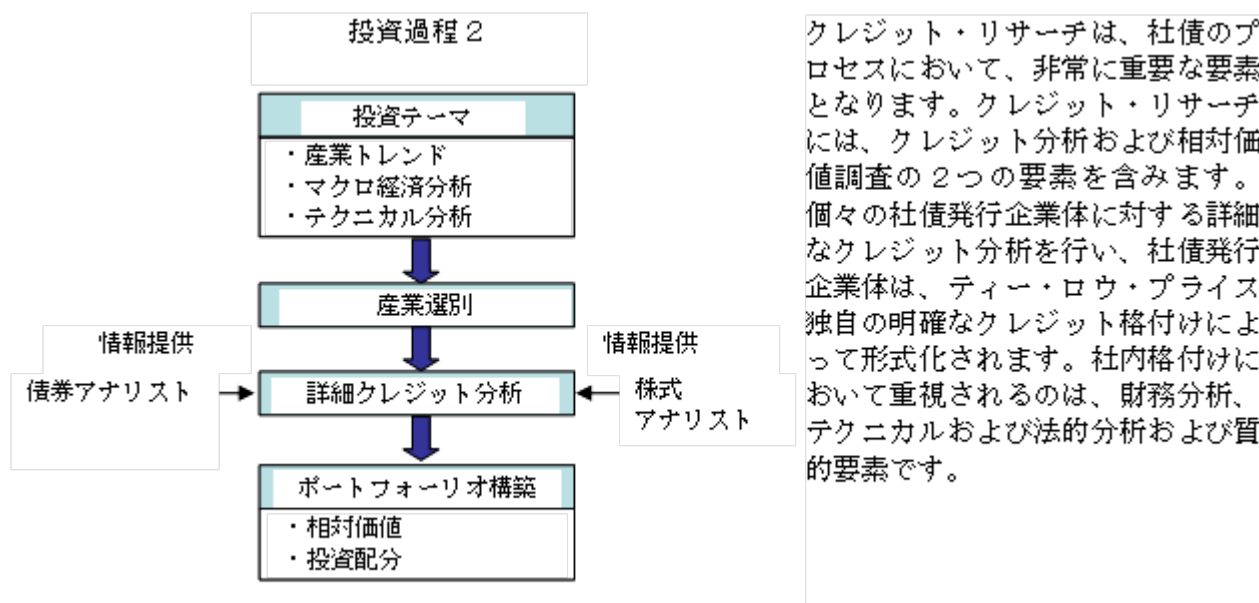 投資過程２
投資テーマ
・産業トレンド
・マクロ経済分析
・テクニカル分析
産業選別
情報提供
債券アナリスト
詳細クレジット分析
情報提供
株式
アナリスト
ポートフォーリオ構築
・相対価値
・投資配分
クレジット・リサーチは、社債のプ
ロセスにおいて、非常に重要な要素
となります。クレジット・リサーチ
には、クレジット分析および相対価
値調査の２つの要素を含みます。
個々の社債発行企業体に対する詳細
なクレジット分析を行い、社債発行
企業体は、ティー・ロウ・プライス
独自の明確なクレジット格付けによ
って形式化されます。社内格付けに
おいて重視されるのは、財務分析、
テクニカルおよび法的分析および質
的要素です。